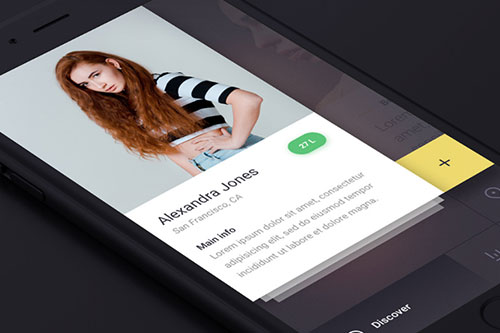 27 L
Alexandra Jones
San Francisco, CA
Main info
Lorem ipsum dolor sit amet, consectetur
adipiscing elit, sed do eiusmod tempor
incididunt ut labore et dolore magna.
Lorem
amet,
+
Discover